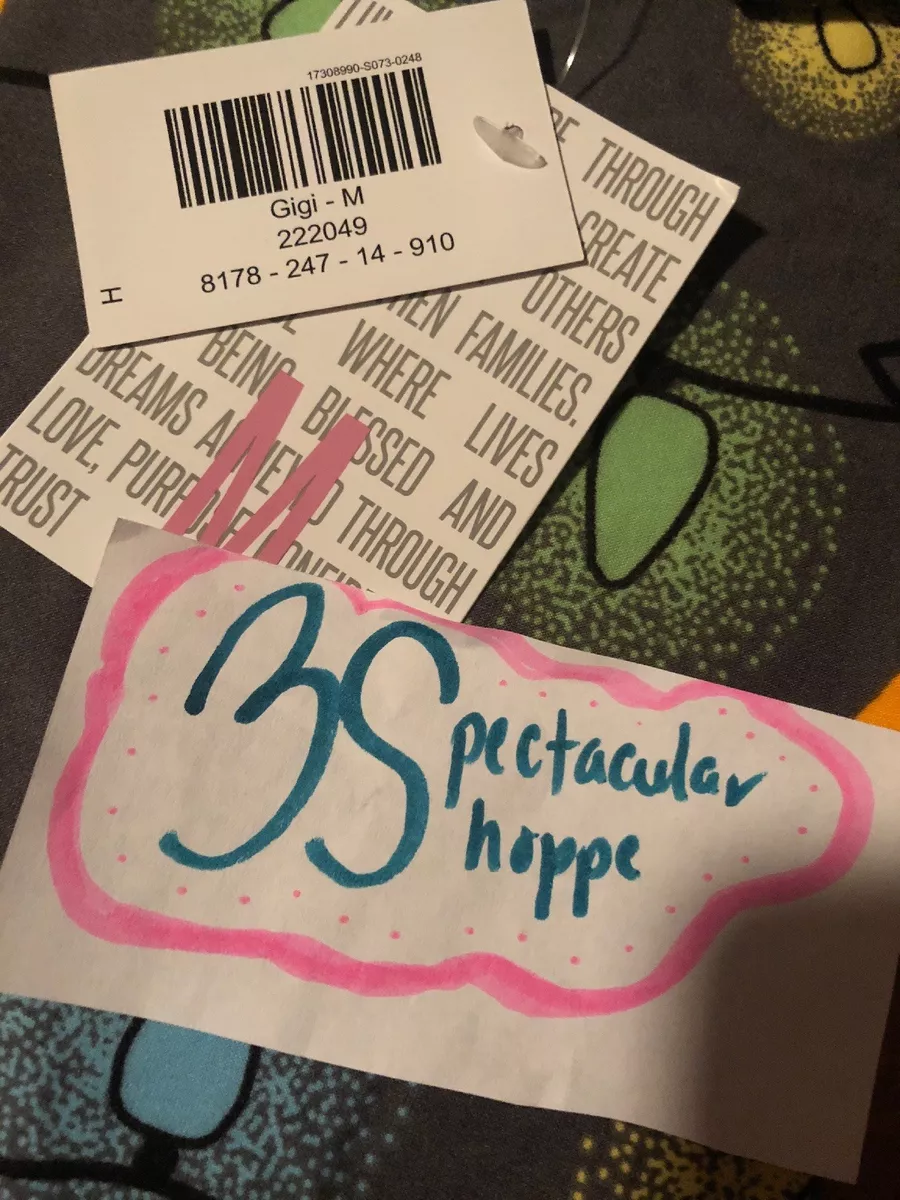 17308990-S073-0248
Gigi - M
222049
8178 - 247 - 14 - 910
H
THROUGH
CREATE
OTHERS
FAMILIES.
BEING WHERE LIVES
DREAMS BLESSED AND
LOVE, THROUGH
TRUST
M
3Spectacular
hoppe